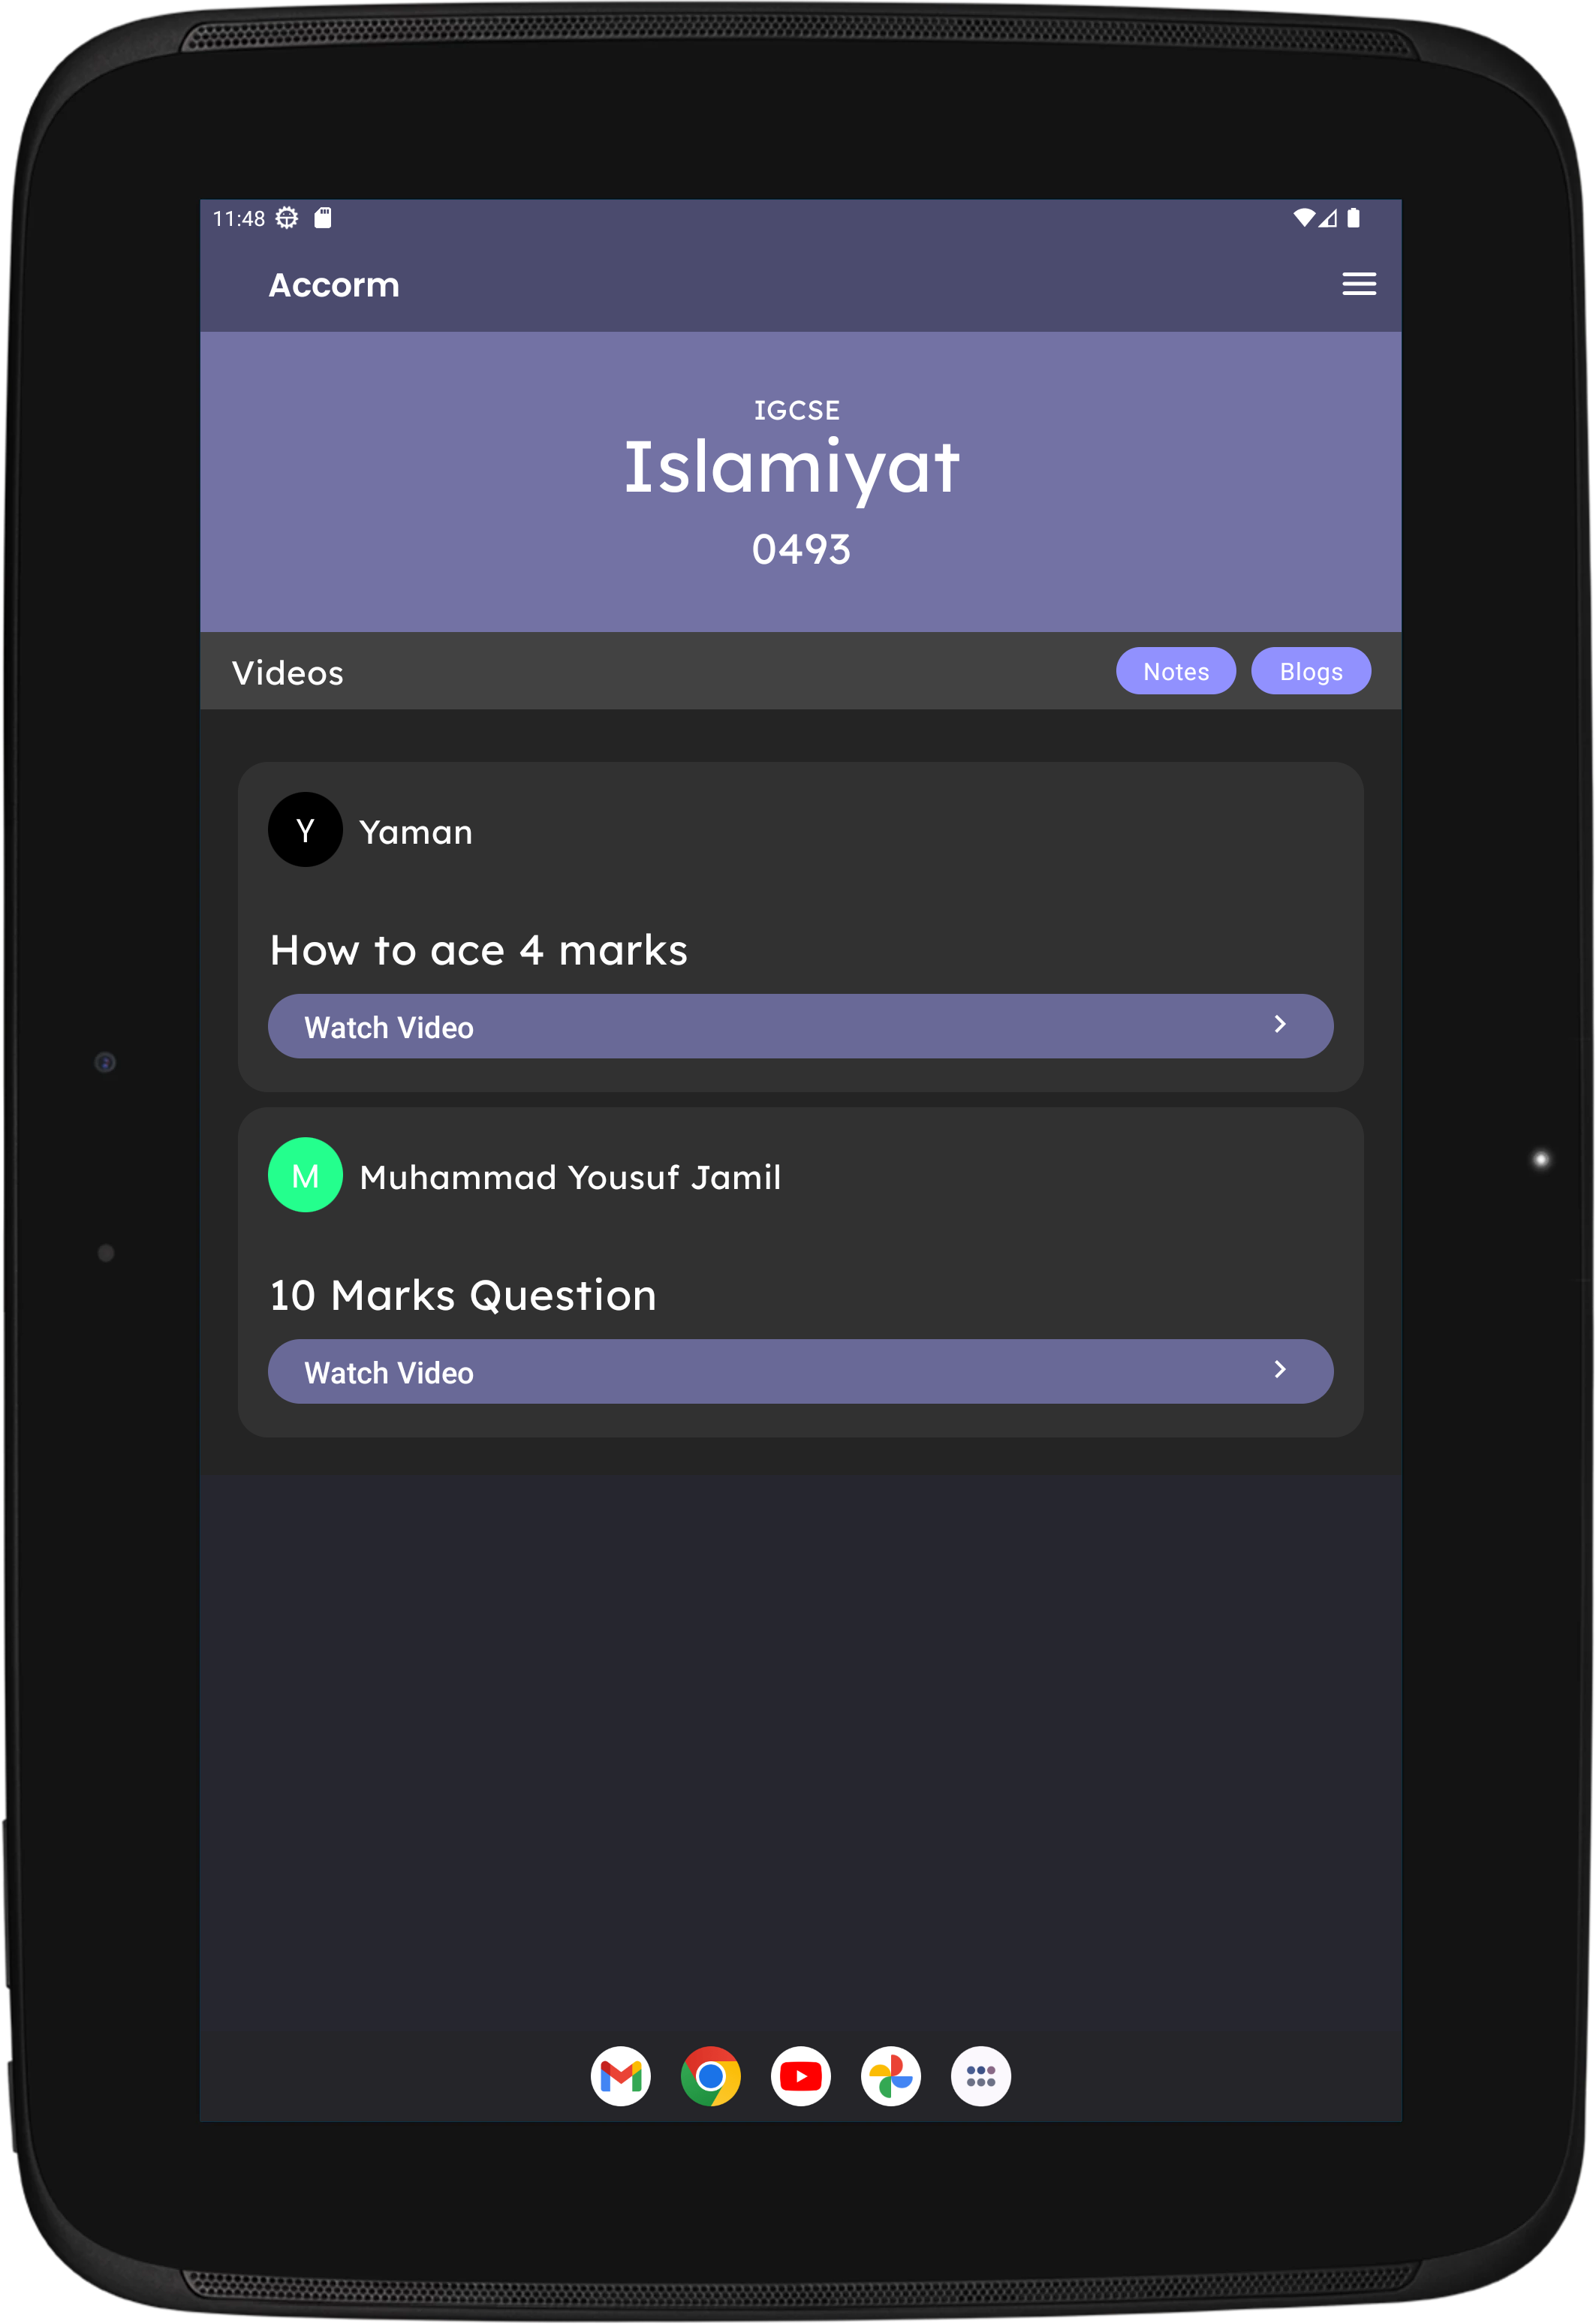 11:48
Accorm
IGCSE
Islamiyat
0493
Videos
Notes
Blogs
Y
Yaman
How to ace 4 marks
Watch Video
M
Muhammad Yousuf Jamil
10 Marks Question
Watch Video